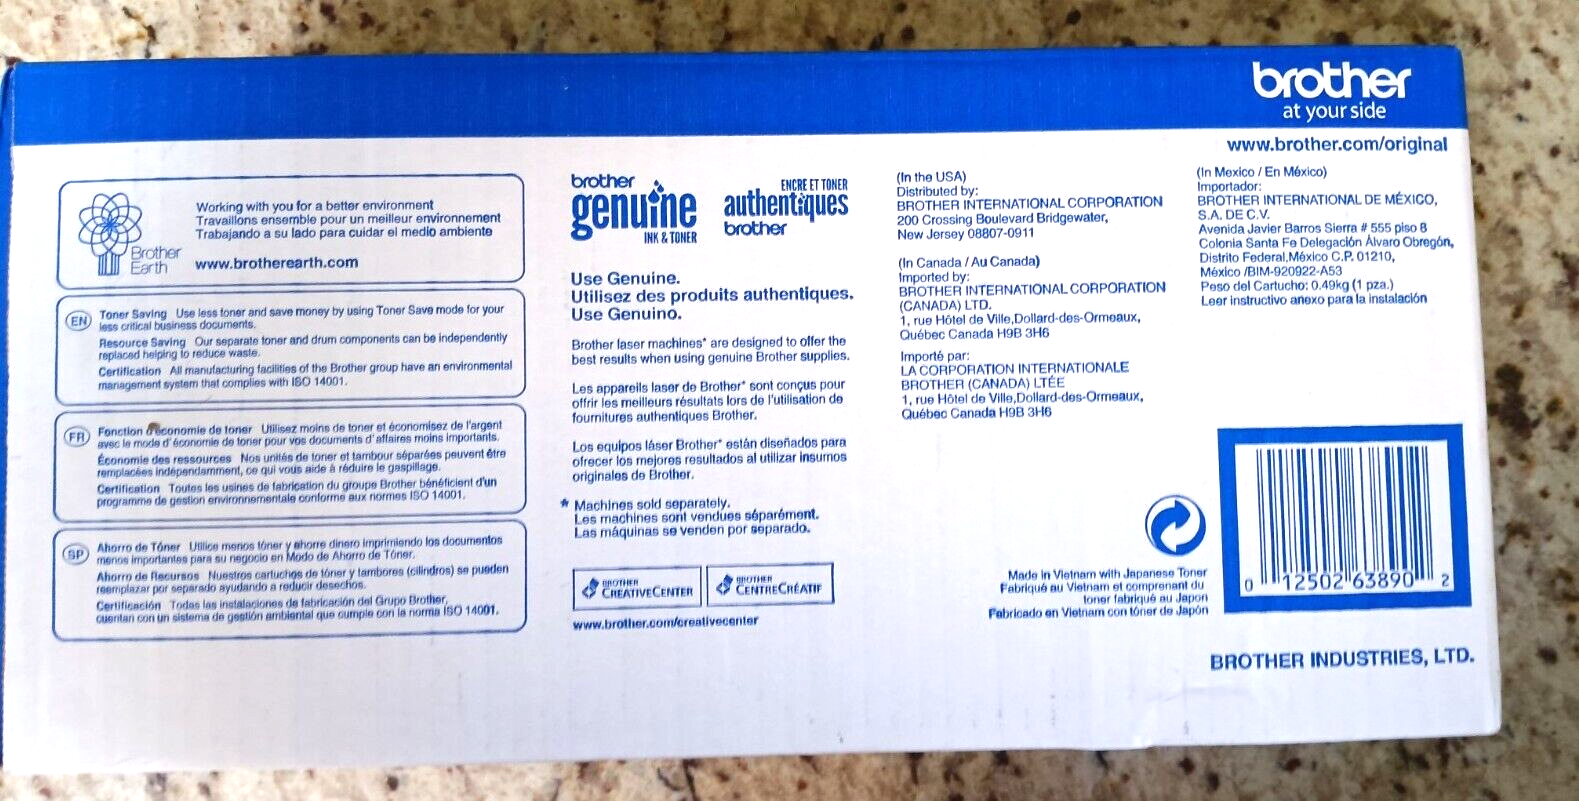 brother
at your side
www.brother.com/original
Working with you for a better environment
Travaillons ensemble pour un meilleur environnement
Trabajando a su lado para cuidar el medio ambiente
Brother
Earth
www.brotherearth.com
EN
Toner Saving Use less toner and save money by using Toner Save mode for your
less critical business documents.
Resource Saving Our separate toner and drum components can be independently
replaced helping to reduce waste.
Certification All manufacturing facilities of the Brother group have an environmental
management system that complies with ISO 14001.
FR
Fonction d'économie de toner Utilisez moins de toner et économisez de l'argent
avec le mode d'économie de toner pour vos documents d'affaires moins importants.
Économie des ressources Nos unités de toner et tambour séparées peuvent être
remplacées indépendamment, ce qui vous aide à réduire le gaspillage.
Certification Toutes les usines de fabrication du groupe Brother bénéficient d'un
programme de gestion environnementale conforme aux normes ISO 14001.
SP
Ahorro de Tóner Utilice menos tóner y ahorre dinero imprimiendo los documentos
menos importantes para su negocio en Modo de Ahorro de Tóner.
Ahorro de Recursos Nuestros cartuchos de tóner y tambores (cilindros) se pueden
reemplazar por separado ayudando a reducir desechos.
Certificación Todas las instalaciones de fabricación del Grupo Brother,
cuentan con un sistema de gestión ambiental que cumple con la norma ISO 14001.
brother
genuine
INK & TONER
ENCRE ET TONER
authentiques
brother
Use Genuine.
Utilisez des produits authentiques.
Use Genuino.
Brother laser machines* are designed to offer the
best results when using genuine Brother supplies.
Les appareils laser de Brother* sont conçus pour
offrir les meilleurs résultats lors de l'utilisation de
fournitures authentiques Brother.
Los equipos láser Brother* están diseñados para
ofrecer los mejores resultados al utilizar insumos
originales de Brother.
* Machines sold separately.
Les machines sont vendues séparément.
Las máquinas se venden por separado.
BROTHER
CREATIVECENTER
BROTHER
CENTRECRÉATIF
www.brother.com/creativecenter
(In the USA)
Distributed by:
BROTHER INTERNATIONAL CORPORATION
200 Crossing Boulevard Bridgewater,
New Jersey 08807-0911
(In Canada / Au Canada)
Imported by:
BROTHER INTERNATIONAL CORPORATION
(CANADA) LTD.
1, rue Hôtel de Ville,Dollard-des-Ormeaux,
Québec Canada H9B 3H6
Importé par:
LA CORPORATION INTERNATIONALE
BROTHER (CANADA) LTÉE
1, rue Hôtel de Ville,Dollard-des-Ormeaux,
Québec Canada H9B 3H6
(In Mexico / En México)
Importador:
BROTHER INTERNATIONAL DE MÉXICO,
S.A. DE C.V.
Avenida Javier Barros Sierra # 555 piso 8
Colonia Santa Fe Delegación Álvaro Obregón,
Distrito Federal,México C.P. 01210,
México /BIM-920922-A53
Peso del Cartucho: 0.49kg (1 pza.)
Leer instructivo anexo para la instalación
Made in Vietnam with Japanese Toner
Fabriqué au Vietnam et comprenant du
toner fabriqué au Japon
Fabricado en Vietnam con tóner de Japón
0 12502 63890 2
BROTHER INDUSTRIES, LTD.